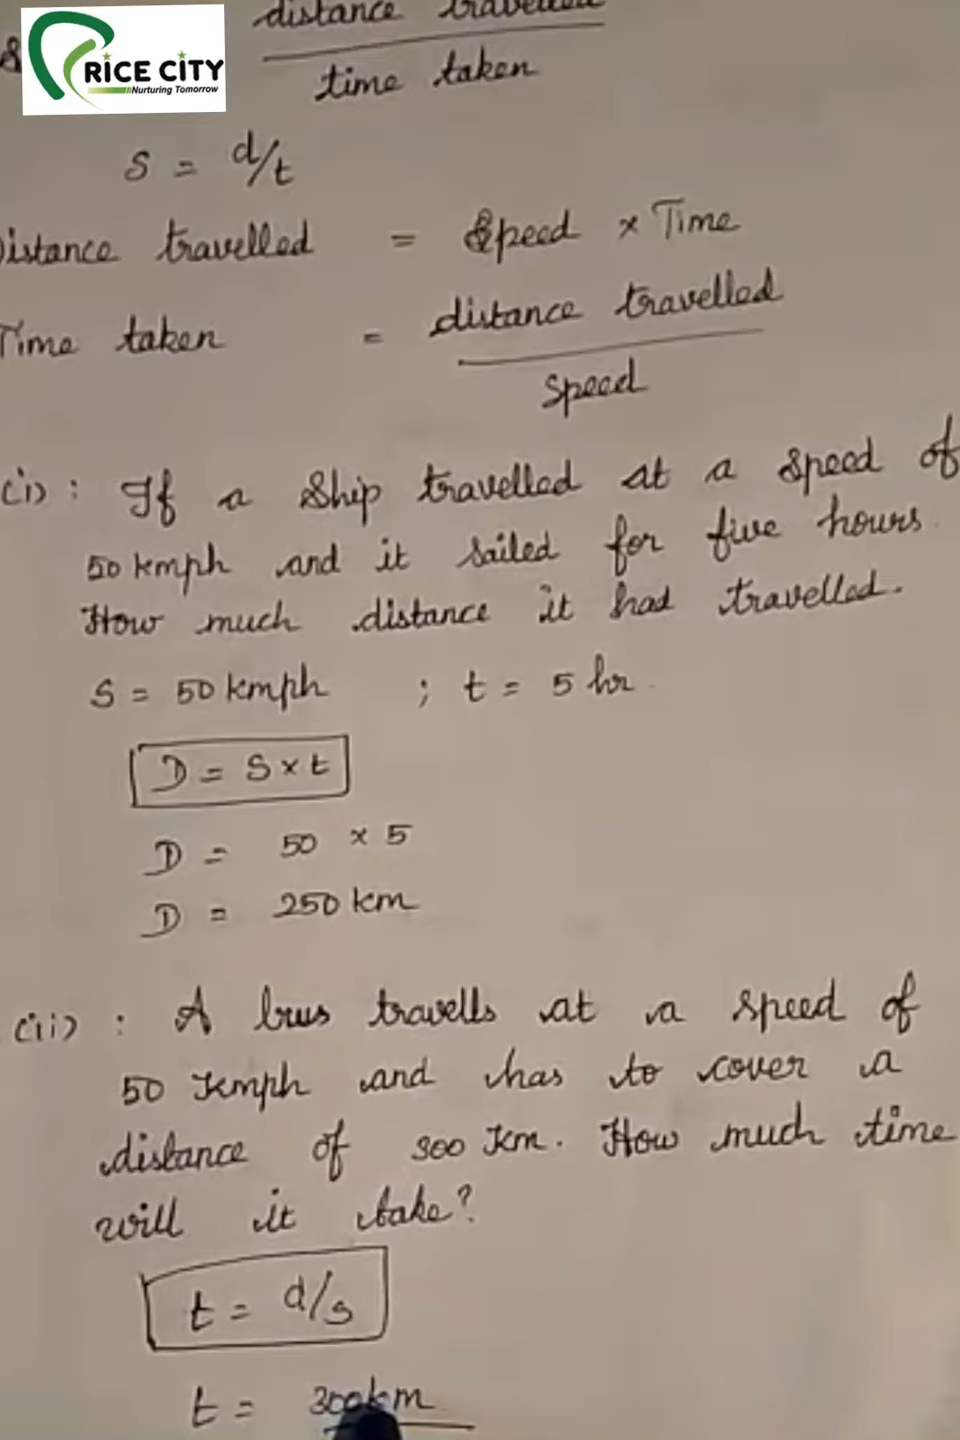 RICE CITY
Nurturing Tomorrow
distance travelled
time taken
S = d/t
Distance travelled = Speed × Time
Time taken = distance travelled
Speed
(i) : If a ship travelled at a speed of
50 kmph and it sailed for five hours.
How much distance it had travelled.
S = 50 kmph ; t = 5 hr.
D = S × t
D = 50 × 5
D = 250 km
(ii) : A bus travells at a speed of
50 Kmph and has to cover a
distance of 300 Km. How much time
will it take?
t = d/s
t = 300km